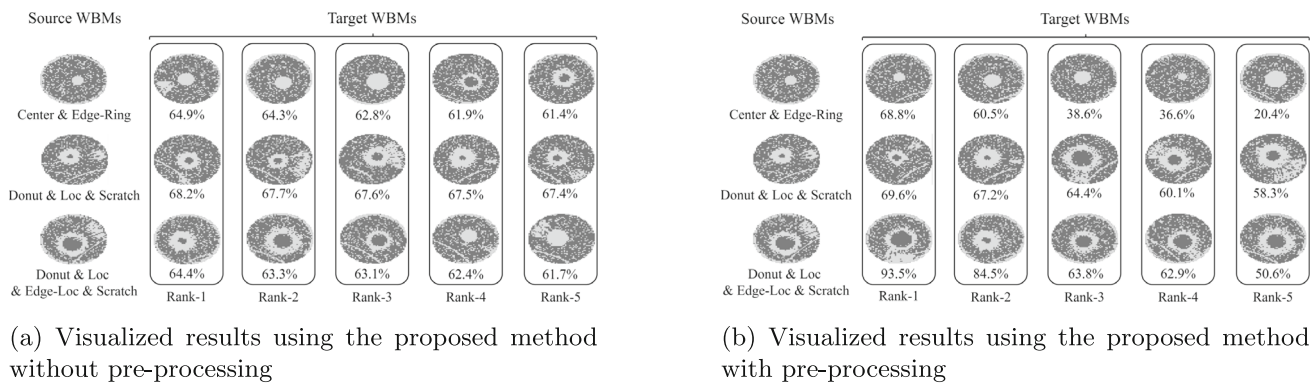 Source WBMs
Target WBMs
Center & Edge-Ring
64.9%
64.3%
62.8%
61.9%
61.4%
Donut & Loc & Scratch
68.2%
67.7%
67.6%
67.5%
67.4%
Donut & Loc
& Edge-Loc & Scratch
64.4%
63.3%
63.1%
62.4%
61.7%
Rank-1
Rank-2
Rank-3
Rank-4
Rank-5
(a) Visualized results using the proposed method
without pre-processing
Source WBMs
Target WBMs
Center & Edge-Ring
68.8%
60.5%
38.6%
36.6%
20.4%
Donut & Loc & Scratch
69.6%
67.2%
64.4%
60.1%
58.3%
Donut & Loc
& Edge-Loc & Scratch
93.5%
84.5%
63.8%
62.9%
50.6%
Rank-1
Rank-2
Rank-3
Rank-4
Rank-5
(b) Visualized results using the proposed method
with pre-processing